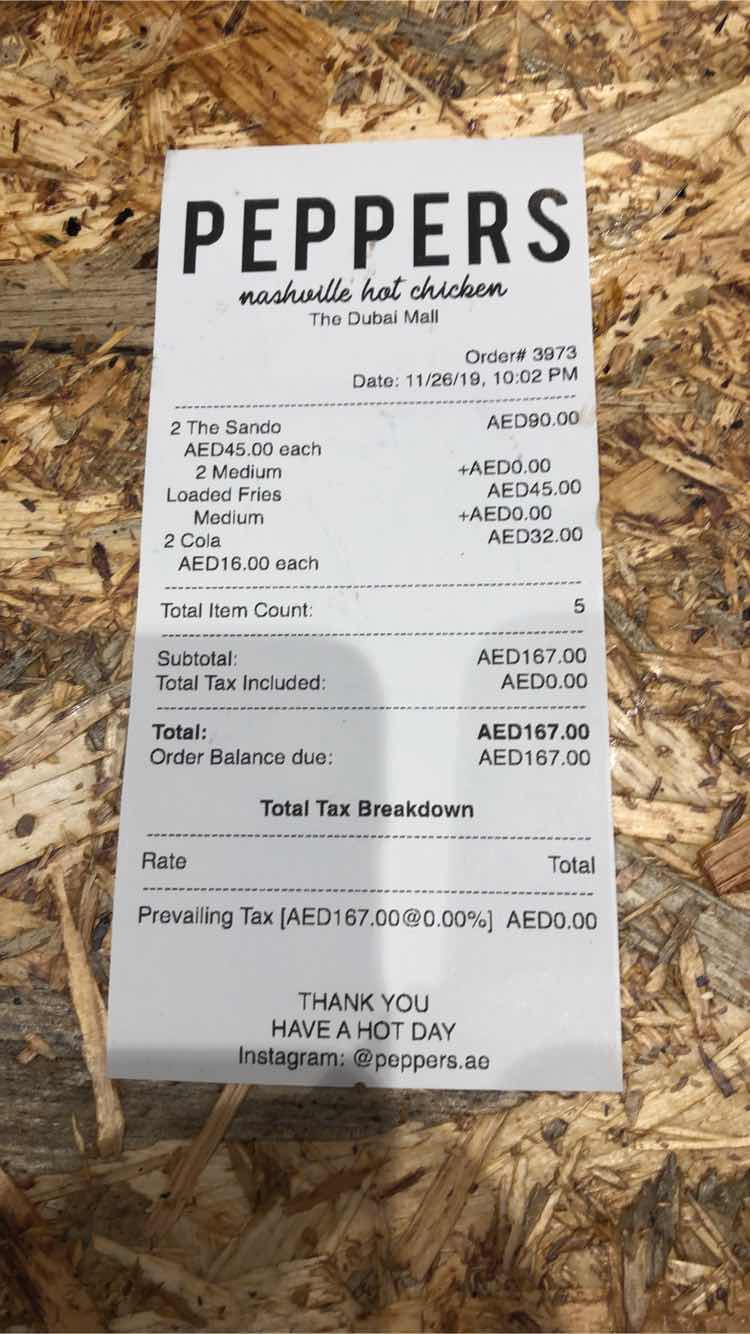 PEPPERS
nashville hot chicken
The Dubai Mall
Order# 3973
Date: 11/26/19, 10:02 PM
2 The Sando AED90.00
AED45.00 each
2 Medium +AED0.00
Loaded Fries AED45.00
Medium +AED0.00
2 Cola AED32.00
AED16.00 each
Total Item Count: 5
Subtotal: AED167.00
Total Tax Included: AED0.00
Total: AED167.00
Order Balance due: AED167.00
Total Tax Breakdown
Rate Total
Prevailing Tax [AED167.00@0.00%] AED0.00
THANK YOU
HAVE A HOT DAY
Instagram: @peppers.ae